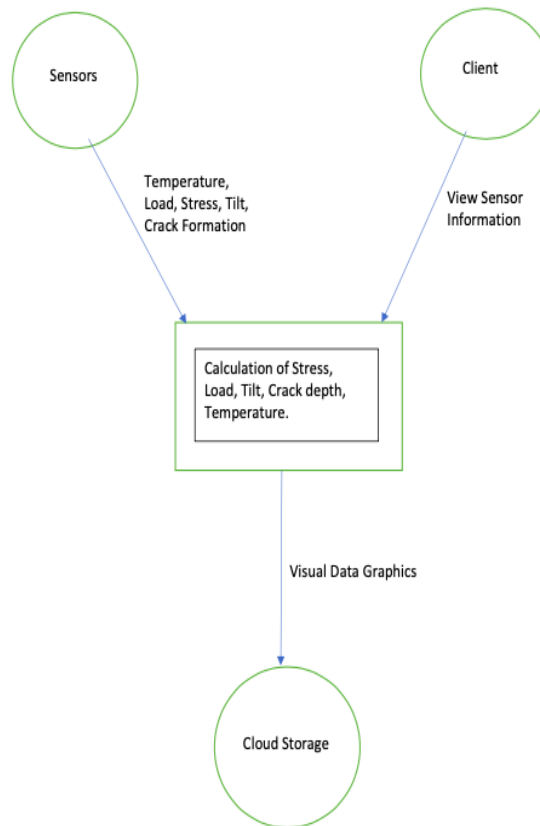 Sensors
Client
Temperature,
Load, Stress, Tilt,
Crack Formation
View Sensor
Information
Calculation of Stress,
Load, Tilt, Crack depth,
Temperature.
Visual Data Graphics
Cloud Storage